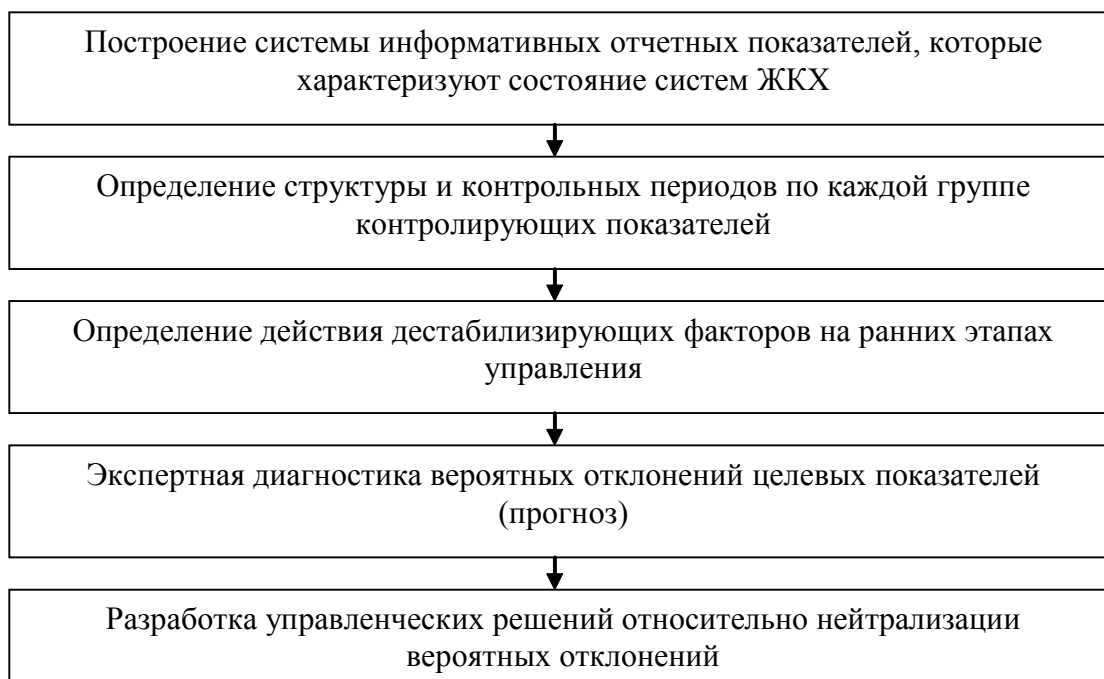 Построение системы информативных отчетных показателей, которые
характеризуют состояние систем ЖКХ
Определение структуры и контрольных периодов по каждой группе
контролирующих показателей
Определение действия дестабилизирующих факторов на ранних этапах
управления
Экспертная диагностика вероятных отклонений целевых показателей
(прогноз)
Разработка управленческих решений относительно нейтрализации
вероятных отклонений